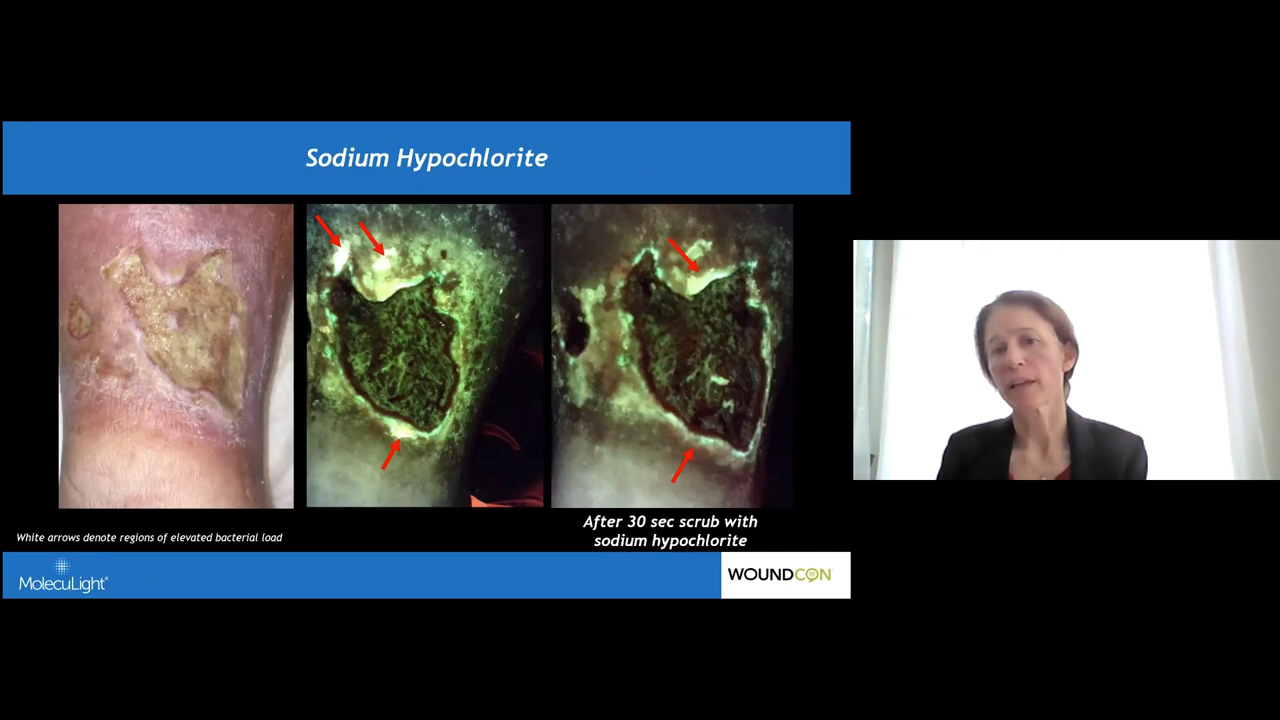 Sodium Hypochlorite
After 30 sec scrub with
sodium hypochlorite
White arrows denote regions of elevated bacterial load
MolecuLight®
WOUNDCON